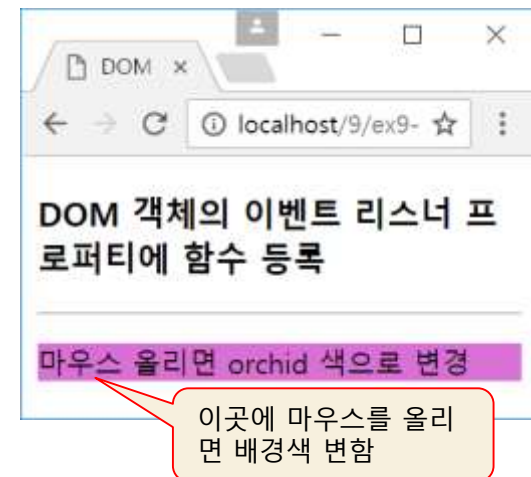 DOM
localhost/9/ex9-
DOM 객체의 이벤트 리스너 프
로퍼티에 함수 등록
마우스 올리면 orchid 색으로 변경
이곳에 마우스를 올리
면 배경색 변함